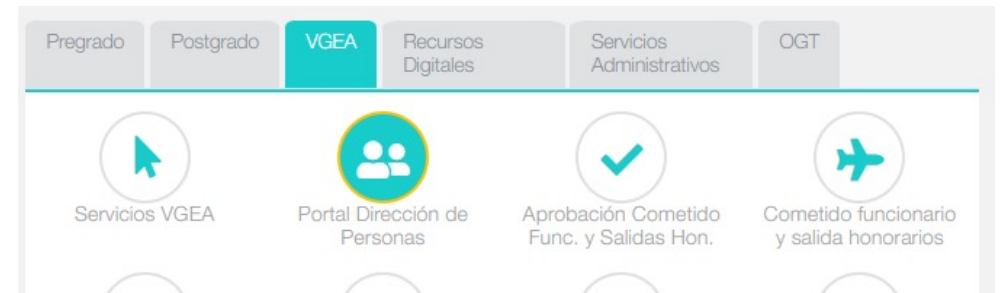 Pregrado
Postgrado
VGEA
Recursos
Digitales
Servicios
Administrativos
OGT
Servicios VGEA
Portal Dirección de
Personas
Aprobación Cometido
Func. y Salidas Hon.
Cometido funcionario
y salida honorarios